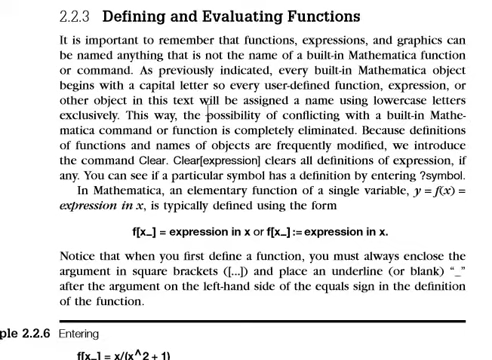 2.2.3 Defining and Evaluating Functions
It is important to remember that functions, expressions, and graphics can
be named anything that is not the name of a built-in Mathematica function
or command. As previously indicated, every built-in Mathematica object
begins with a capital letter so every user-defined function, expression, or
other object in this text will be assigned a name using lowercase letters
exclusively. This way, the possibility of conflicting with a built-in Mathe-
matica command or function is completely eliminated. Because definitions
of functions and names of objects are frequently modified, we introduce
the command Clear. Clear[expression] clears all definitions of expression, if
any. You can see if a particular symbol has a definition by entering ?symbol.
In Mathematica, an elementary function of a single variable, y = f(x) =
expression in x, is typically defined using the form
f[x_] = expression in x or f[x_] := expression in x.
Notice that when you first define a function, you must always enclose the
argument in square brackets ([...]) and place an underline (or blank) “_”
after the argument on the left-hand side of the equals sign in the definition
of the function.
ple 2.2.6 Entering
f[x_] = x/(x^2 + 1)